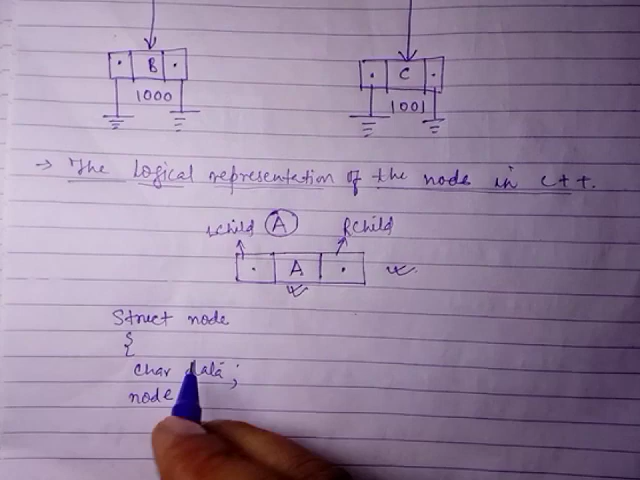 B C
1000 1001
→ The Logical representation of the node in C++.
Lchild A Rchild
A
Struct node
{
char data;
node